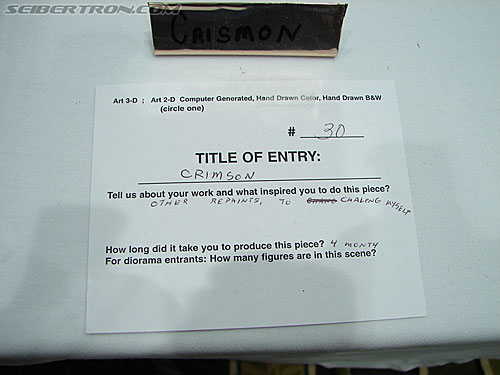 SEIBERTRON.COM
CRISMON
Art 3-D ; Art 2-D Computer Generated, Hand Drawn Color, Hand Drawn B&W
(circle one)
# 30
TITLE OF ENTRY:
CRIMSON
Tell us about your work and what inspired you to do this piece?
OTHER REPAINTS, TO CHALENG MYSELF
How long did it take you to produce this piece? 4 MONTY
For diorama entrants: How many figures are in this scene?